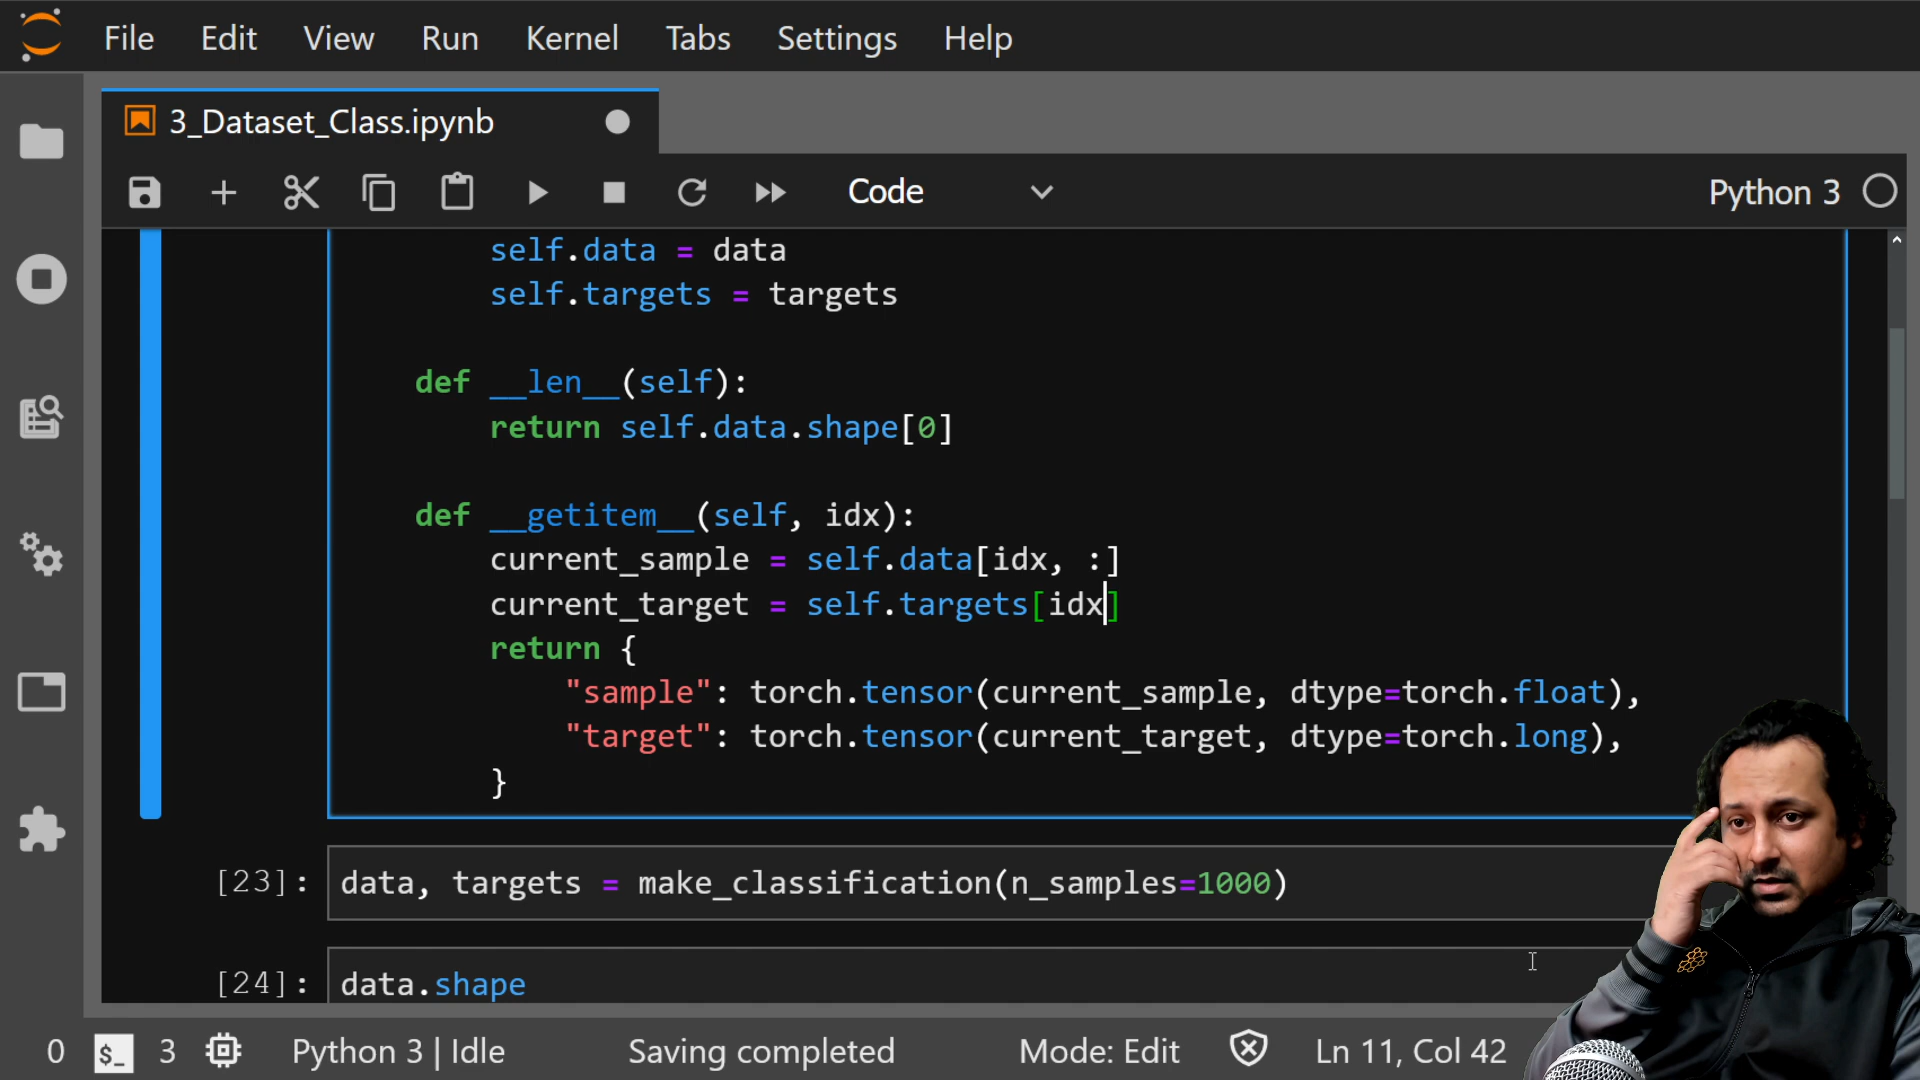 File Edit View Run Kernel Tabs Settings Help
3_Dataset_Class.ipynb
Code
Python 3
self.data = data
self.targets = targets
def __len__(self):
return self.data.shape[0]
def __getitem__(self, idx):
current_sample = self.data[idx, :]
current_target = self.targets[idx]
return {
"sample": torch.tensor(current_sample, dtype=torch.float),
"target": torch.tensor(current_target, dtype=torch.long),
}
[23]: data, targets = make_classification(n_samples=1000)
[24]: data.shape
0 $_ 3 Python 3 | Idle Saving completed Mode: Edit Ln 11, Col 42